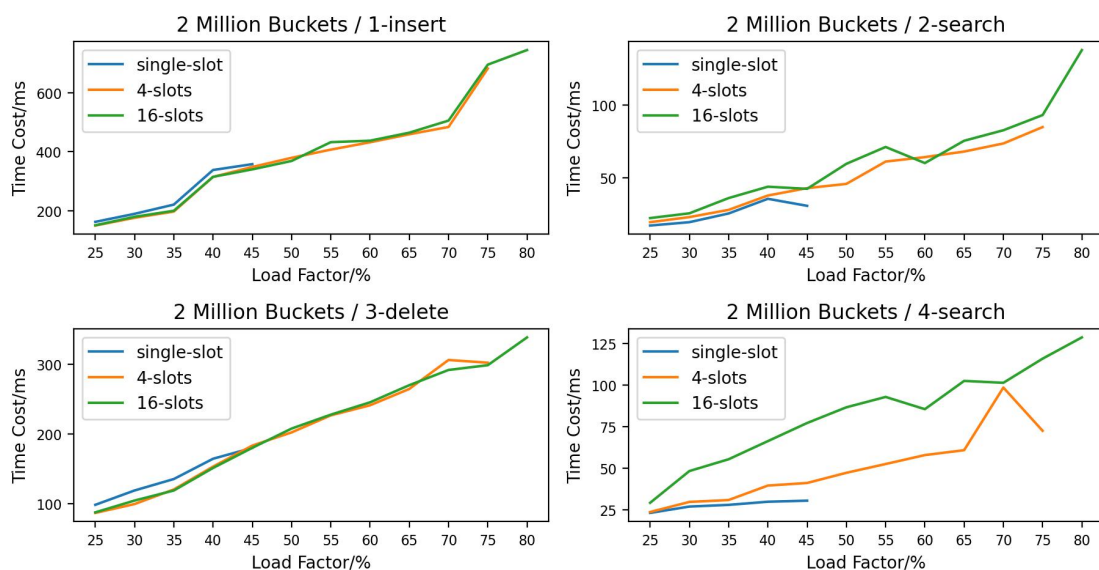 2 Million Buckets / 1-insert
single-slot
4-slots
16-slots
Time Cost/ms
600
400
200
25 30 35 40 45 50 55 60 65 70 75 80
Load Factor/%
2 Million Buckets / 2-search
single-slot
4-slots
16-slots
Time Cost/ms
100
50
25 30 35 40 45 50 55 60 65 70 75 80
Load Factor/%
2 Million Buckets / 3-delete
single-slot
4-slots
16-slots
Time Cost/ms
300
200
100
25 30 35 40 45 50 55 60 65 70 75 80
Load Factor/%
2 Million Buckets / 4-search
single-slot
4-slots
16-slots
Time Cost/ms
125
100
75
50
25
25 30 35 40 45 50 55 60 65 70 75 80
Load Factor/%